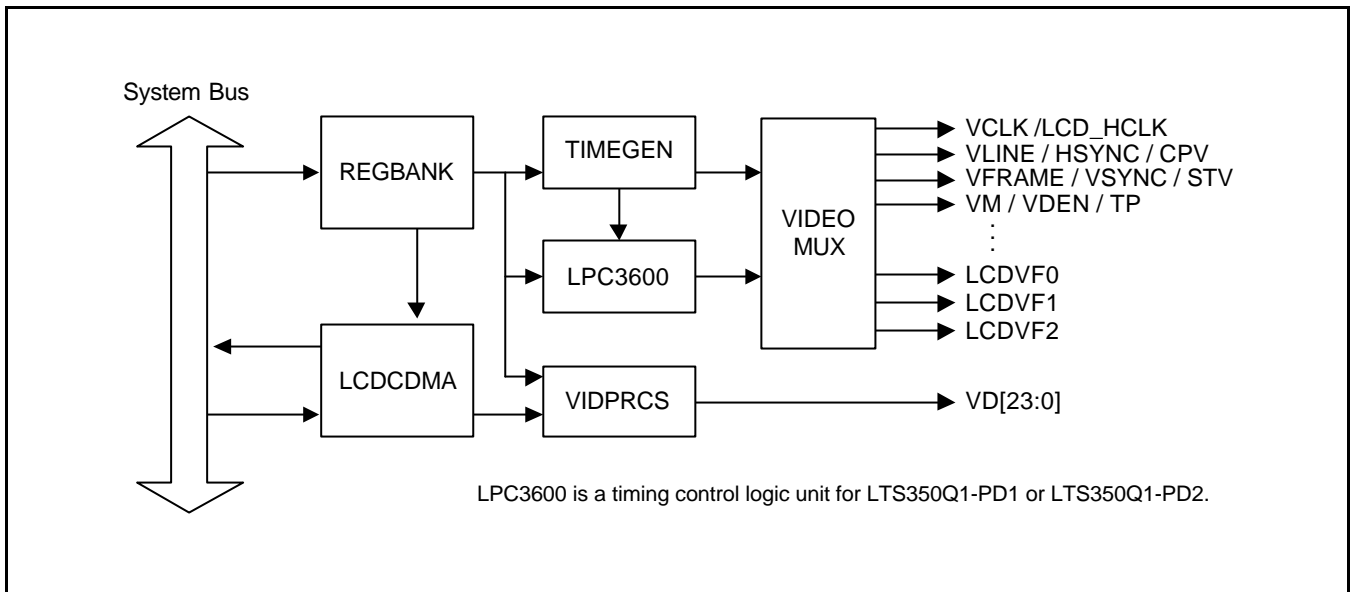 System Bus
REGBANK
TIMEGEN
LPC3600
LCDCDMA
VIDPRCS
VIDEO
MUX
VCLK /LCD_HCLK
VLINE / HSYNC / CPV
VFRAME / VSYNC / STV
VM / VDEN / TP
.
.
.
LCDVF0
LCDVF1
LCDVF2
VD[23:0]
LPC3600 is a timing control logic unit for LTS350Q1-PD1 or LTS350Q1-PD2.